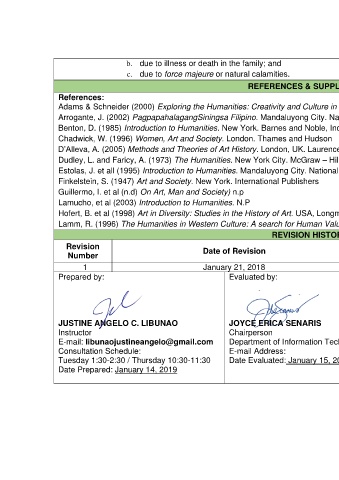 b. due to illness or death in the family; and
c. due to force majeure or natural calamities.
REFERENCES & SUPPL
References:
Adams & Schneider (2000) Exploring the Humanities: Creativity and Culture in
Arrogante, J. (2002) PagpapahalagangSiningsa Filipino. Mandaluyong City. Na
Benton, D. (1985) Introduction to Humanities. New York. Barnes and Noble, Inc
Chadwick, W. (1996) Women, Art and Society. London. Thames and Hudson
D'Alleva, A. (2005) Methods and Theories of Art History. London, UK. Laurence
Dudley, L. and Faricy, A. (1973) The Humanities. New York City. McGraw – Hil
Estolas, J. et all (1995) Introduction to Humanities. Mandaluyong City. National
Finkelstein, S. (1947) Art and Society. New York. International Publishers
Guillermo, I. et al (n.d) On Art, Man and Society) n.p
Lamucho, et al (2003) Introduction to Humanities. N.P
Hofert, B. et al (1998) Art in Diversity: Studies in the History of Art. USA, Longm
Lamm, R. (1996) The Humanities in Western Culture: A search for Human Valu
REVISION HISTOR
Revision Number
Date of Revision
1 January 21, 2018
Prepared by: Evaluated by:
JUSTINE ANGELO C. LIBUNAO
Instructor
E-mail: libunaojustineangelo@gmail.com
Consultation Schedule:
Tuesday 1:30-2:30 / Thursday 10:30-11:30
Date Prepared: January 14, 2019
JOYCE ERICA SENARIS
Chairperson
Department of Information Tech
E-mail Address:
Date Evaluated: January 15, 20